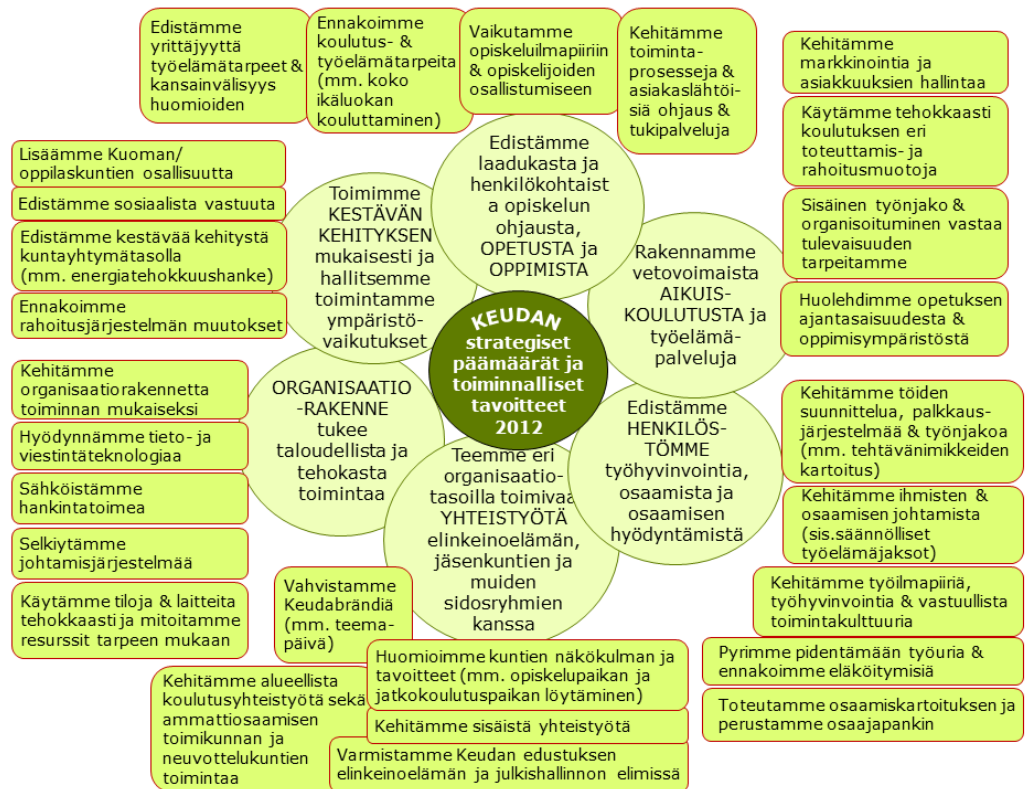 Edistämme
yrittäjyyttä
työelämätarpeet &
kansainvälisyys
huomioiden
Ennakoimme
koulutus- &
työelämätarpeita
(mm. koko
ikäluokan
kouluttaminen)
Vaikutamme
opiskeluilmapiiriin
& opiskelijoiden
osallistumiseen
Kehitämme
toiminta-
prosesseja &
asiakaslähtöi-
siä ohjaus &
tukipalveluja
Kehitämme
markkinointia ja
asiakkuuksien hallintaa
Käytämme tehokkaasti
koulutuksen eri
toteuttamis- ja
rahoitusmuotoja
Sisäinen työnjako &
organisoituminen vastaa
tulevaisuuden
tarpeitamme
Huolehdimme opetuksen
ajantasaisuudesta &
oppimisympäristöstä
Lisäämme Kuoman/
oppilaskuntien osallisuutta
Edistämme sosiaalista vastuuta
Edistämme kestävää kehitystä
kuntayhtymätasolla
(mm. energiatehokkuushanke)
Ennakoimme
rahoitusjärjestelmän muutokset
Toimimme
KESTÄVÄN
KEHITYKSEN
mukaisesti ja
hallitsemme
toimintamme
ympäristö-
vaikutukset
Edistämme
laadukasta ja
henkilökohtaist
a opiskelun
ohjausta,
OPETUSTA ja
OPPIMISTA
Rakennamme
vetovoimaista
AIKUIS-
KOULUTUSTA ja
työelämä-
palveluja
KEUDAN
strategiset
päämäärät ja
toiminnalliset
tavoitteet
2012
ORGANISAATIO
-RAKENNE
tukee
taloudellista ja
tehokasta
toimintaa
Teemme eri
organisaatio-
tasoilla toimivaa
YHTEISTYÖTÄ
elinkeinoelämän,
jäsenkuntien ja
muiden
sidosryhmien
kanssa
Edistämme
HENKILÖS-
TÖMME
työhyvinvointia,
osaamista ja
osaamisen
hyödyntämistä
Kehitämme
organisaatiorakennetta
toiminnan mukaiseksi
Hyödynnämme tieto- ja
viestintäteknologiaa
Sähköistämme
hankintatoimea
Selkiytämme
johtamisjärjestelmää
Käytämme tiloja & laitteita
tehokkaasti ja mitoitamme
resurssit tarpeen mukaan
Kehitämme töiden
suunnittelua, palkkaus-
järjestelmää & työnjakoa
(mm. tehtävänimikkeiden
kartoitus)
Kehitämme ihmisten &
osaamisen johtamista
(sis.säännölliset
työelämäjaksot)
Kehitämme työilmapiiriä,
työhyvinvointia & vastuullista
toimintakulttuuria
Pyrimme pidentämään työuria &
ennakoimme eläköitymisiä
Toteutamme osaamiskartoituksen ja
perustamme osaajapankin
Vahvistamme
Keudabrändiä
(mm. teema-
päivä)
Huomioimme kuntien näkökulman ja
tavoitteet (mm. opiskelupaikan ja
jatkokoulutuspaikan löytäminen)
Kehitämme sisäistä yhteistyötä
Varmistamme Keudan edustuksen
elinkeinoelämän ja julkishallinnon elimissä
Kehitämme alueellista
koulutusyhteistyötä sekä
ammattiosaamisen
toimikunnan ja
neuvottelukuntien
toimintaa